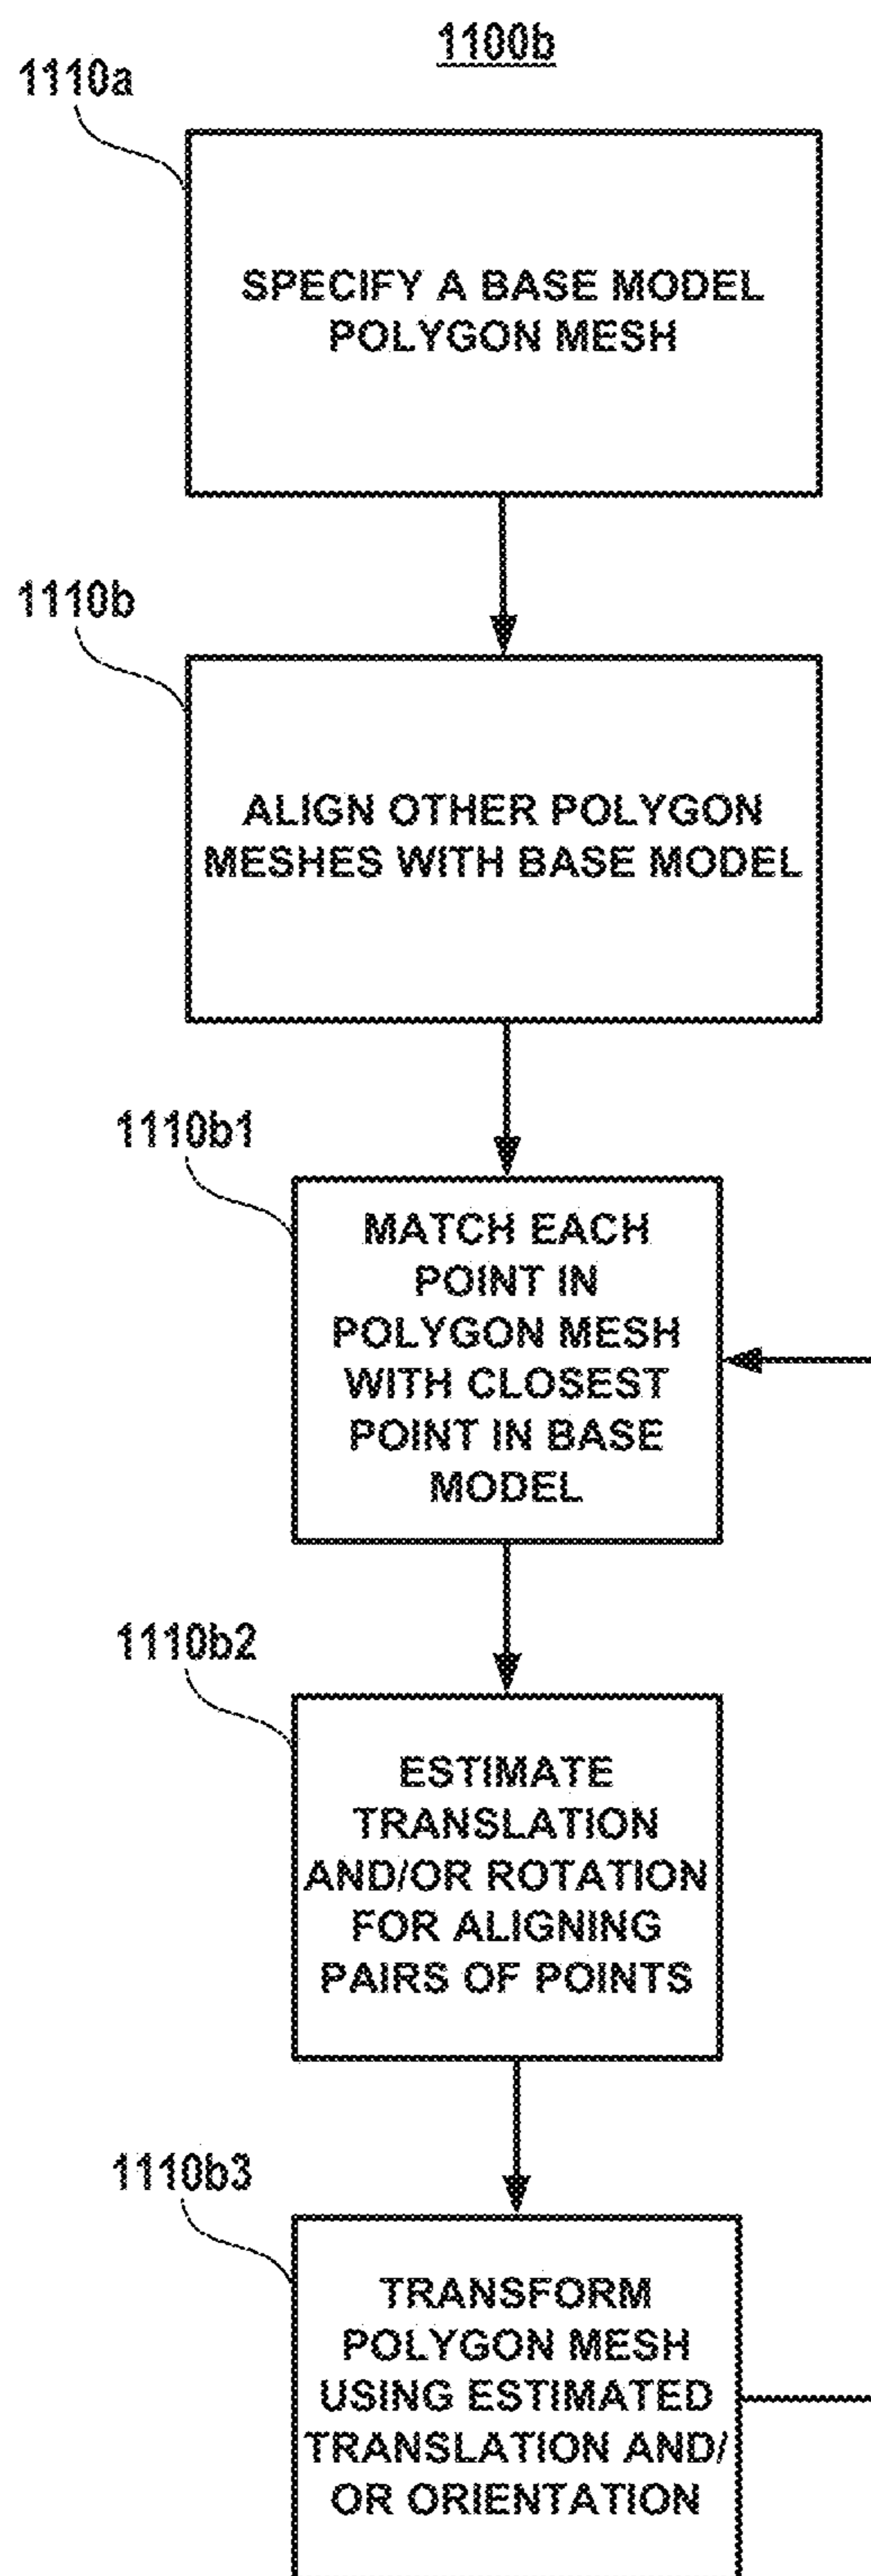 1100b
1110a
SPECIFY A BASE MODEL
POLYGON MESH
1110b
ALIGN OTHER POLYGON
MESHES WITH BASE MODEL
1110b1
MATCH EACH
POINT IN
POLYGON MESH
WITH CLOSEST
POINT IN BASE
MODEL
1110b2
ESTIMATE
TRANSLATION
AND/OR ROTATION
FOR ALIGNING
PAIRS OF POINTS
1110b3
TRANSFORM
POLYGON MESH
USING ESTIMATED
TRANSLATION AND/
OR ORIENTATION